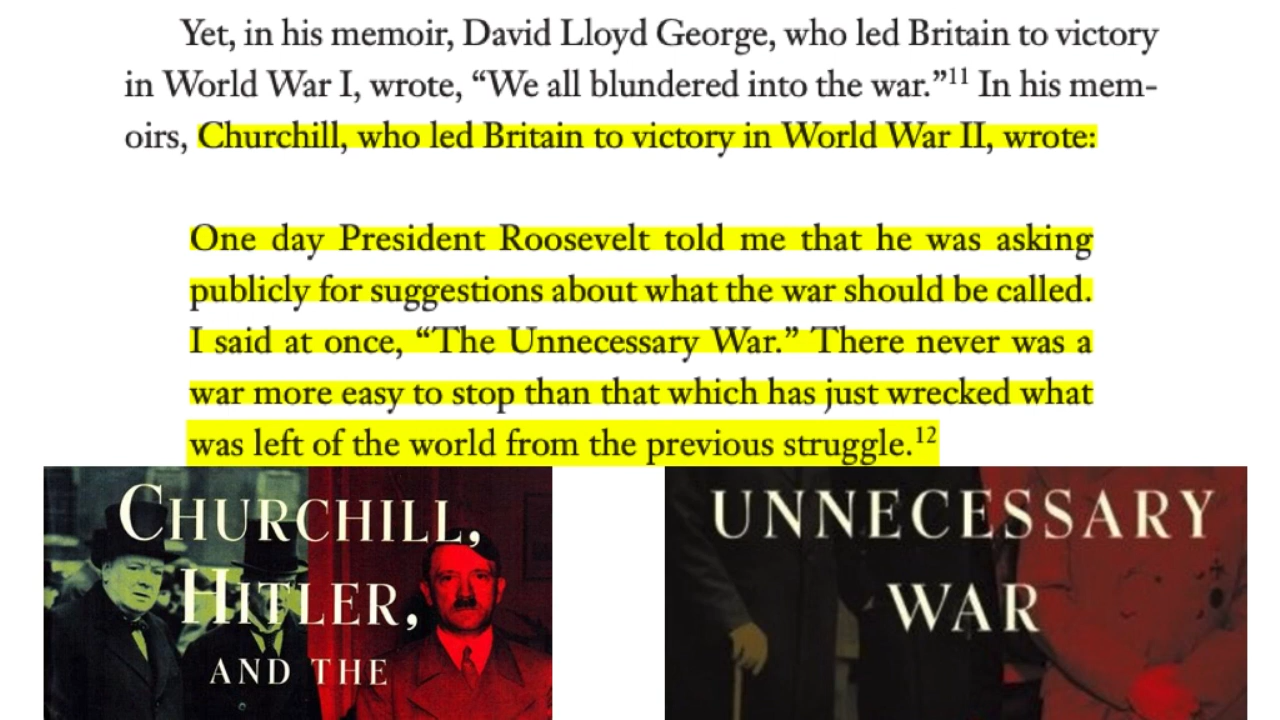 Yet, in his memoir, David Lloyd George, who led Britain to victory
in World War I, wrote, “We all blundered into the war.”11 In his mem-
oirs, Churchill, who led Britain to victory in World War II, wrote:
One day President Roosevelt told me that he was asking
publicly for suggestions about what the war should be called.
I said at once, “The Unnecessary War.” There never was a
war more easy to stop than that which has just wrecked what
was left of the world from the previous struggle.12
CHURCHILL,
HITLER,
AND THE
UNNECESSARY
WAR